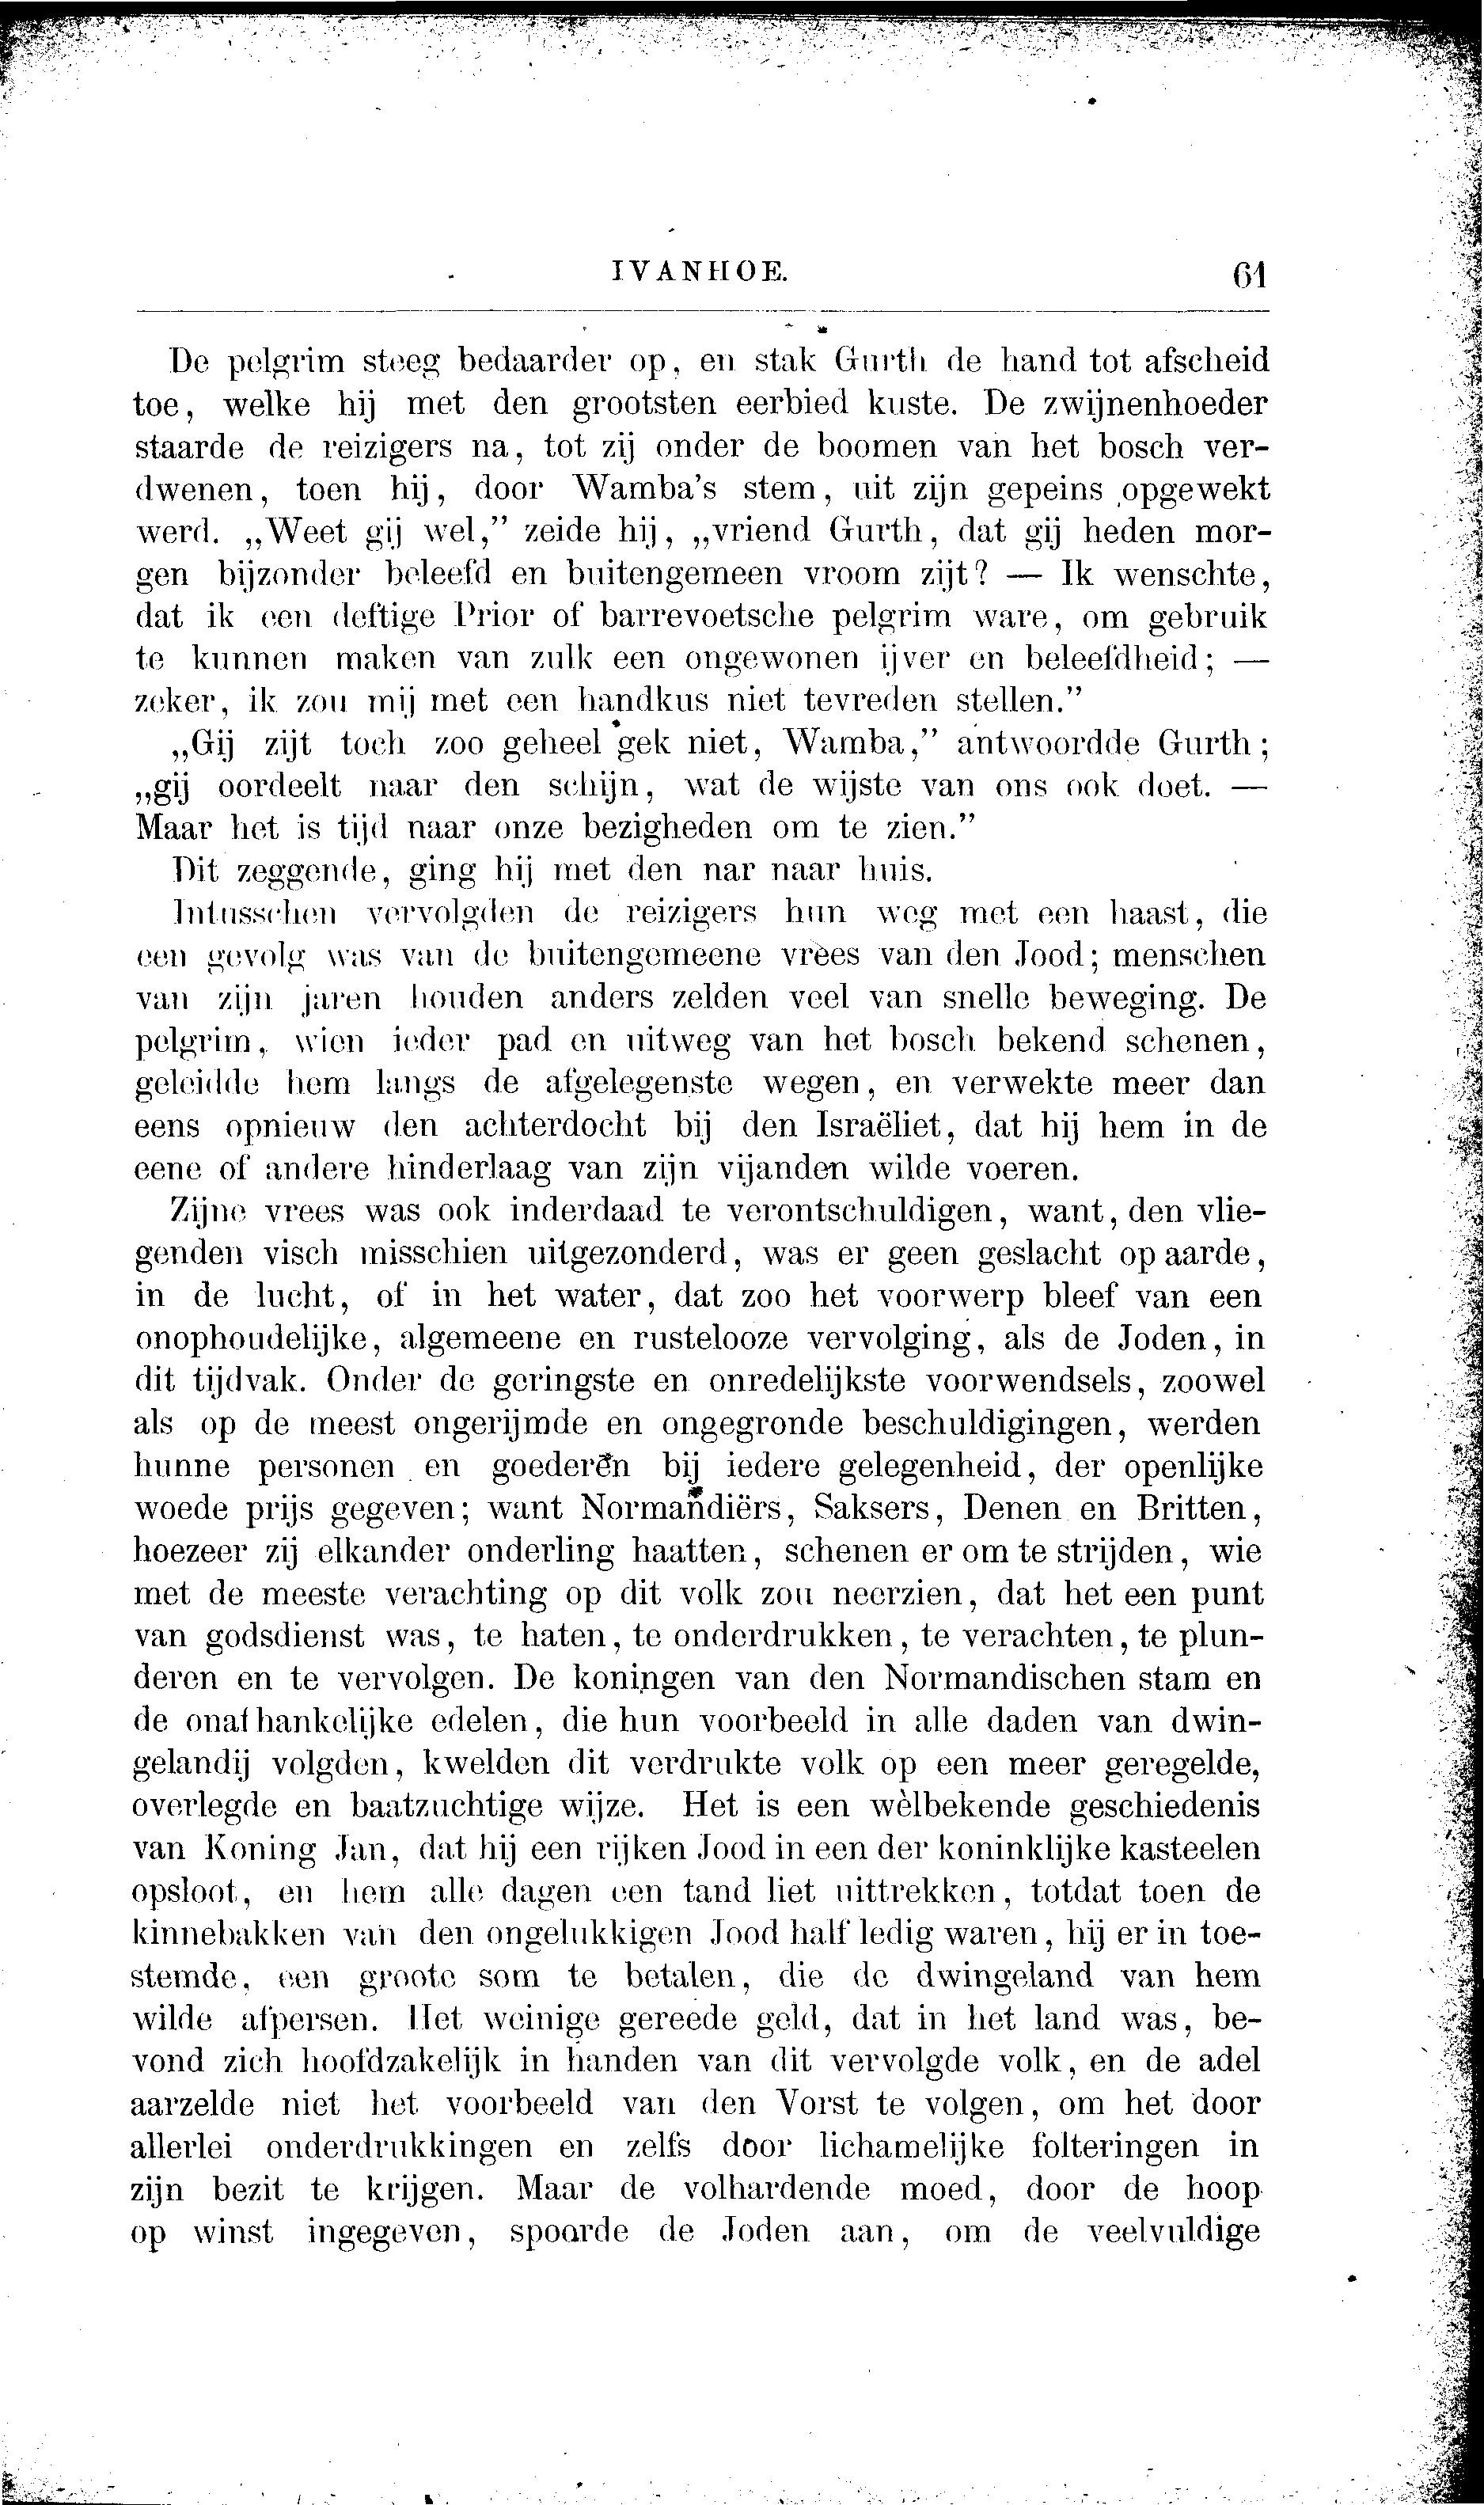 IVANHOE. 61
De pelgrim steeg bedaarder op, en stak Gurth de hand tot afscheid
toe, welke hij met den grootsten eerbied kuste. De zwijnenhoeder
staarde de reizigers na, tot zij onder de boomen van het bosch ver-
dwenen, toen hij, door Wamba's stem, uit zijn gepeins opgewekt
werd. „Weet gij wel,” zeide hij, „vriend Gurth, dat gij heden mor-
gen bijzonder beleefd en buitengemeen vroom zijt? — Ik wenschte,
dat ik een deftige Prior of barrevoetsche pelgrim ware, om gebruik
te kunnen maken van zulk een ongewonen ijver en beleefdheid; —
zeker, ik zou mij met een handkus niet tevreden stellen.”
„Gij zijt toch zoo geheel gek niet, Wamba,” antwoordde Gurth;
„gij oordeelt naar den schijn, wat de wijste van ons ook doet. —
Maar het is tijd naar onze bezigheden om te zien.”
Dit zeggende, ging hij met den nar naar huis.
Intusschen vervolgden de reizigers hun weg met een haast, die
een gevolg was van de buitengemeene vrees van den Jood; menschen
van zijn jaren houden anders zelden veel van snelle beweging. De
pelgrim, wien ieder pad en uitweg van het bosch bekend schenen,
geleidde hem langs de afgelegenste wegen, en verwekte meer dan
eens opnieuw den achterdocht bij den Israëliet, dat hij hem in de
eene of andere hinderlaag van zijn vijanden wilde voeren.
Zijne vrees was ook inderdaad te verontschuldigen, want, den vlie-
genden visch misschien uitgezonderd, was er geen geslacht op aarde,
in de lucht, of in het water, dat zoo het voorwerp bleef van een
onophoudelijke, algemeene en rustelooze vervolging, als de Joden, in
dit tijdvak. Onder de geringste en onredelijkste voorwendsels, zoowel
als op de meest ongerijmde en ongegronde beschuldigingen, werden
hunne personen en goederen bij iedere gelegenheid, der openlijke
woede prijs gegeven; want Normandiërs, Saksers, Denen en Britten,
hoezeer zij elkander onderling haatten, schenen er om te strijden, wie
met de meeste verachting op dit volk zou neerzien, dat het een punt
van godsdienst was, te haten, te onderdrukken, te verachten, te plun-
deren en te vervolgen. De koningen van den Normandischen stam en
de onafhankelijke edelen, die hun voorbeeld in alle daden van dwin-
gelandij volgden, kwelden dit verdrukte volk op een meer geregelde,
overlegde en baatzuchtige wijze. Het is een wèlbekende geschiedenis
van Koning Jan, dat hij een rijken Jood in een der koninklijke kasteelen
opsloot, en hem alle dagen een tand liet uittrekken, totdat toen de
kinnebakken van den ongelukkigen Jood half ledig waren, hij er in toe-
stemde, een groote som te betalen, die de dwingeland van hem
wilde afpersen. Het weinige gereede geld, dat in het land was, be-
vond zich hoofdzakelijk in handen van dit vervolgde volk, en de adel
aarzelde niet het voorbeeld van den Vorst te volgen, om het door
allerlei onderdrukkingen en zelfs door lichamelijke folteringen in
zijn bezit te krijgen. Maar de volhardende moed, door de hoop
op winst ingegeven, spoorde de Joden aan, om de veelvuldige